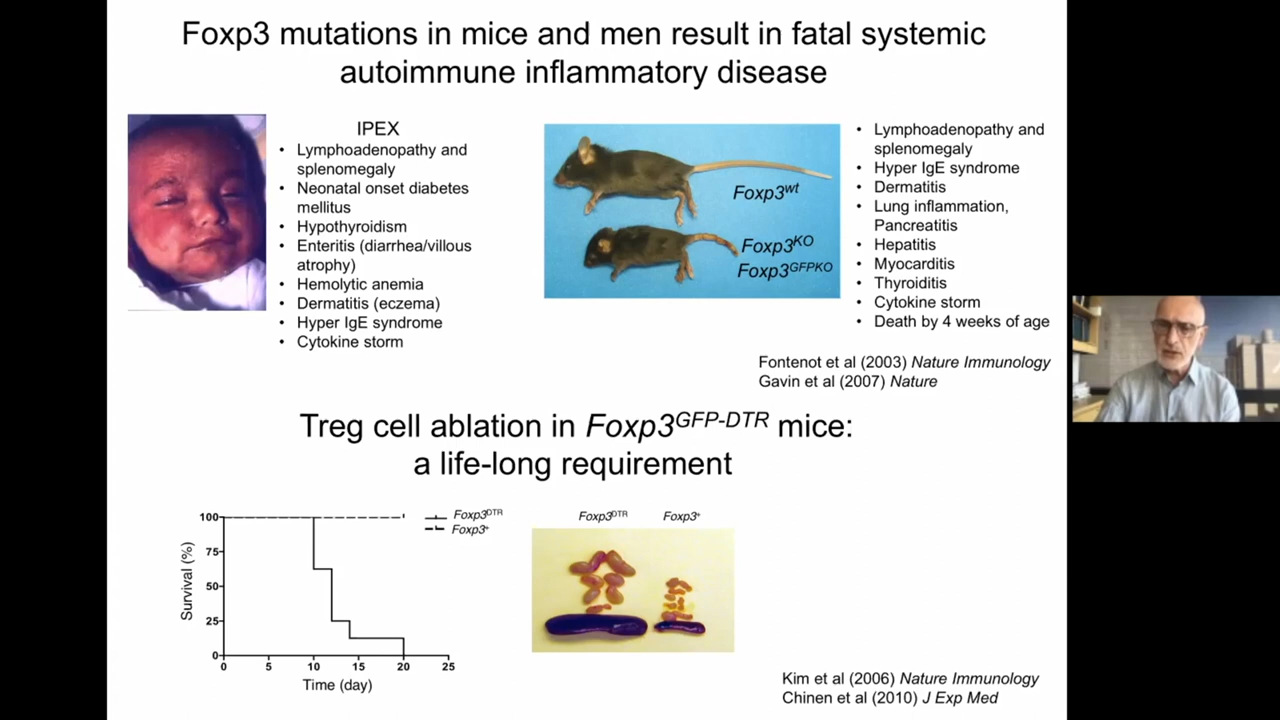 Foxp3 mutations in mice and men result in fatal systemic
autoimmune inflammatory disease
IPEX
• Lymphoadenopathy and
splenomegaly
• Neonatal onset diabetes
mellitus
• Hypothyroidism
• Enteritis (diarrhea/villous
atrophy)
• Hemolytic anemia
• Dermatitis (eczema)
• Hyper IgE syndrome
• Cytokine storm
Foxp3wt
Foxp3KO
Foxp3GFPKO
• Lymphoadenopathy and
splenomegaly
• Hyper IgE syndrome
• Dermatitis
• Lung inflammation,
Pancreatitis
• Hepatitis
• Myocarditis
• Thyroiditis
• Cytokine storm
• Death by 4 weeks of age
Fontenot et al (2003) Nature Immunology
Gavin et al (2007) Nature
Treg cell ablation in Foxp3GFP-DTR mice:
a life-long requirement
Survival (%)
100
75
50
25
0
0 5 10 15 20 25
Time (day)
Foxp3DTR
Foxp3+
Foxp3DTR Foxp3+
Kim et al (2006) Nature Immunology
Chinen et al (2010) J Exp Med